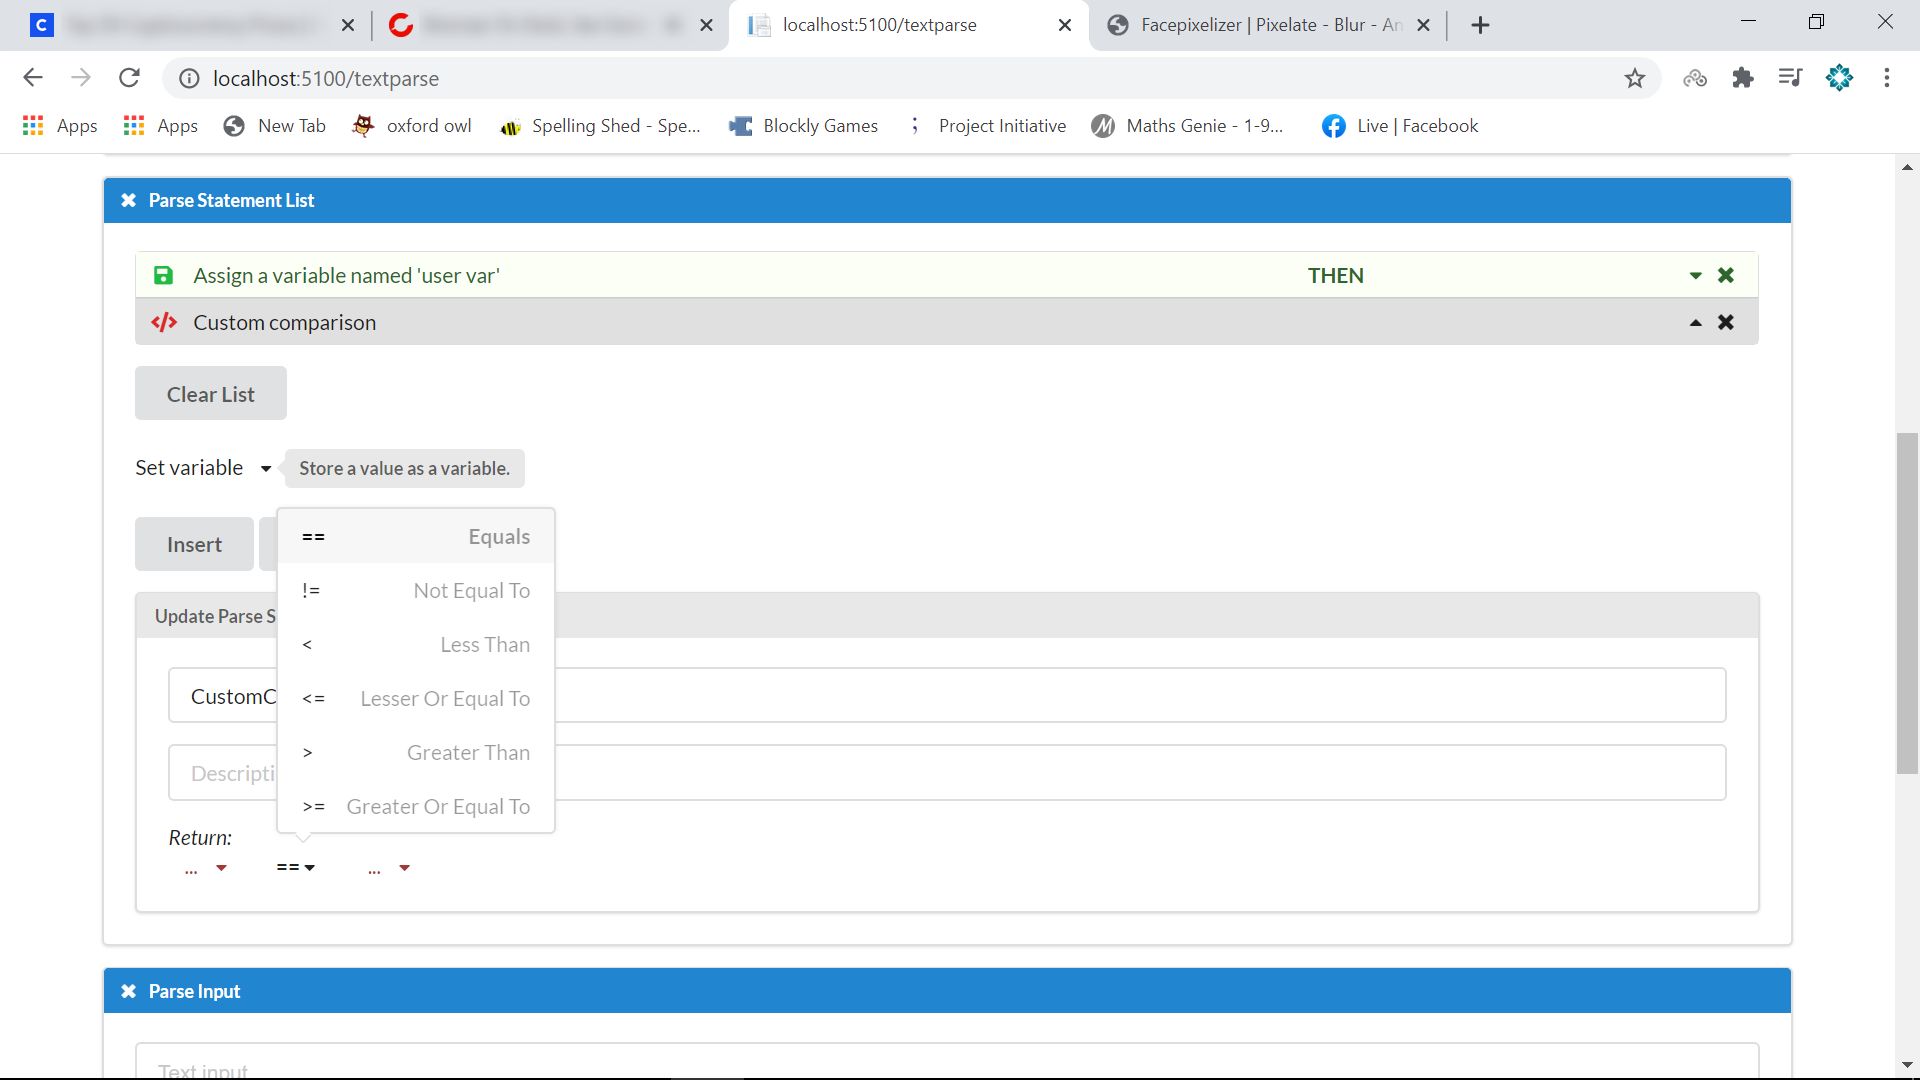 localhost:5100/textparse
Facepixelizer | Pixelate - Blur - An
localhost:5100/textparse
Apps Apps New Tab oxford owl Spelling Shed - Spe... Blockly Games Project Initiative Maths Genie - 1-9... Live | Facebook
Parse Statement List
Assign a variable named 'user var' THEN
</> Custom comparison
Clear List
Set variable Store a value as a variable.
Insert
== Equals
!= Not Equal To
Update Parse S
< Less Than
CustomC
<= Lesser Or Equal To
> Greater Than
Descripti
>= Greater Or Equal To
Return:
... == ...
Parse Input
Text input